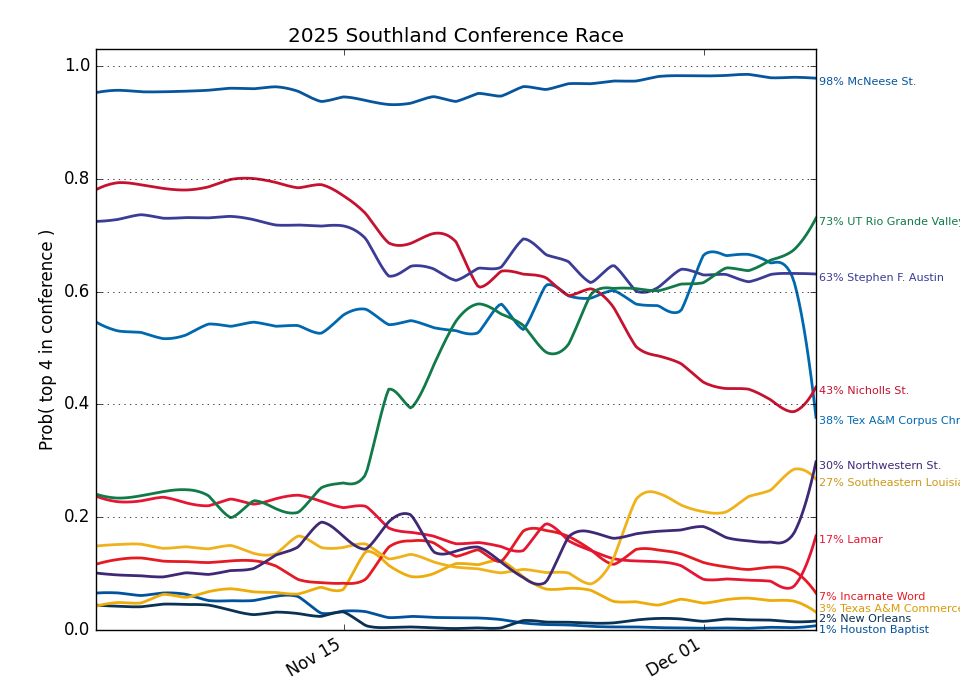 2025 Southland Conference Race
1.0
0.8
0.6
0.4
0.2
0.0
Prob( top 4 in conference )
Nov 15
Dec 01
98% McNeese St.
73% UT Rio Grande Valley
63% Stephen F. Austin
43% Nicholls St.
38% Tex A&M Corpus Chr
30% Northwestern St.
27% Southeastern Louisia
17% Lamar
7% Incarnate Word
3% Texas A&M Commerce
2% New Orleans
1% Houston Baptist